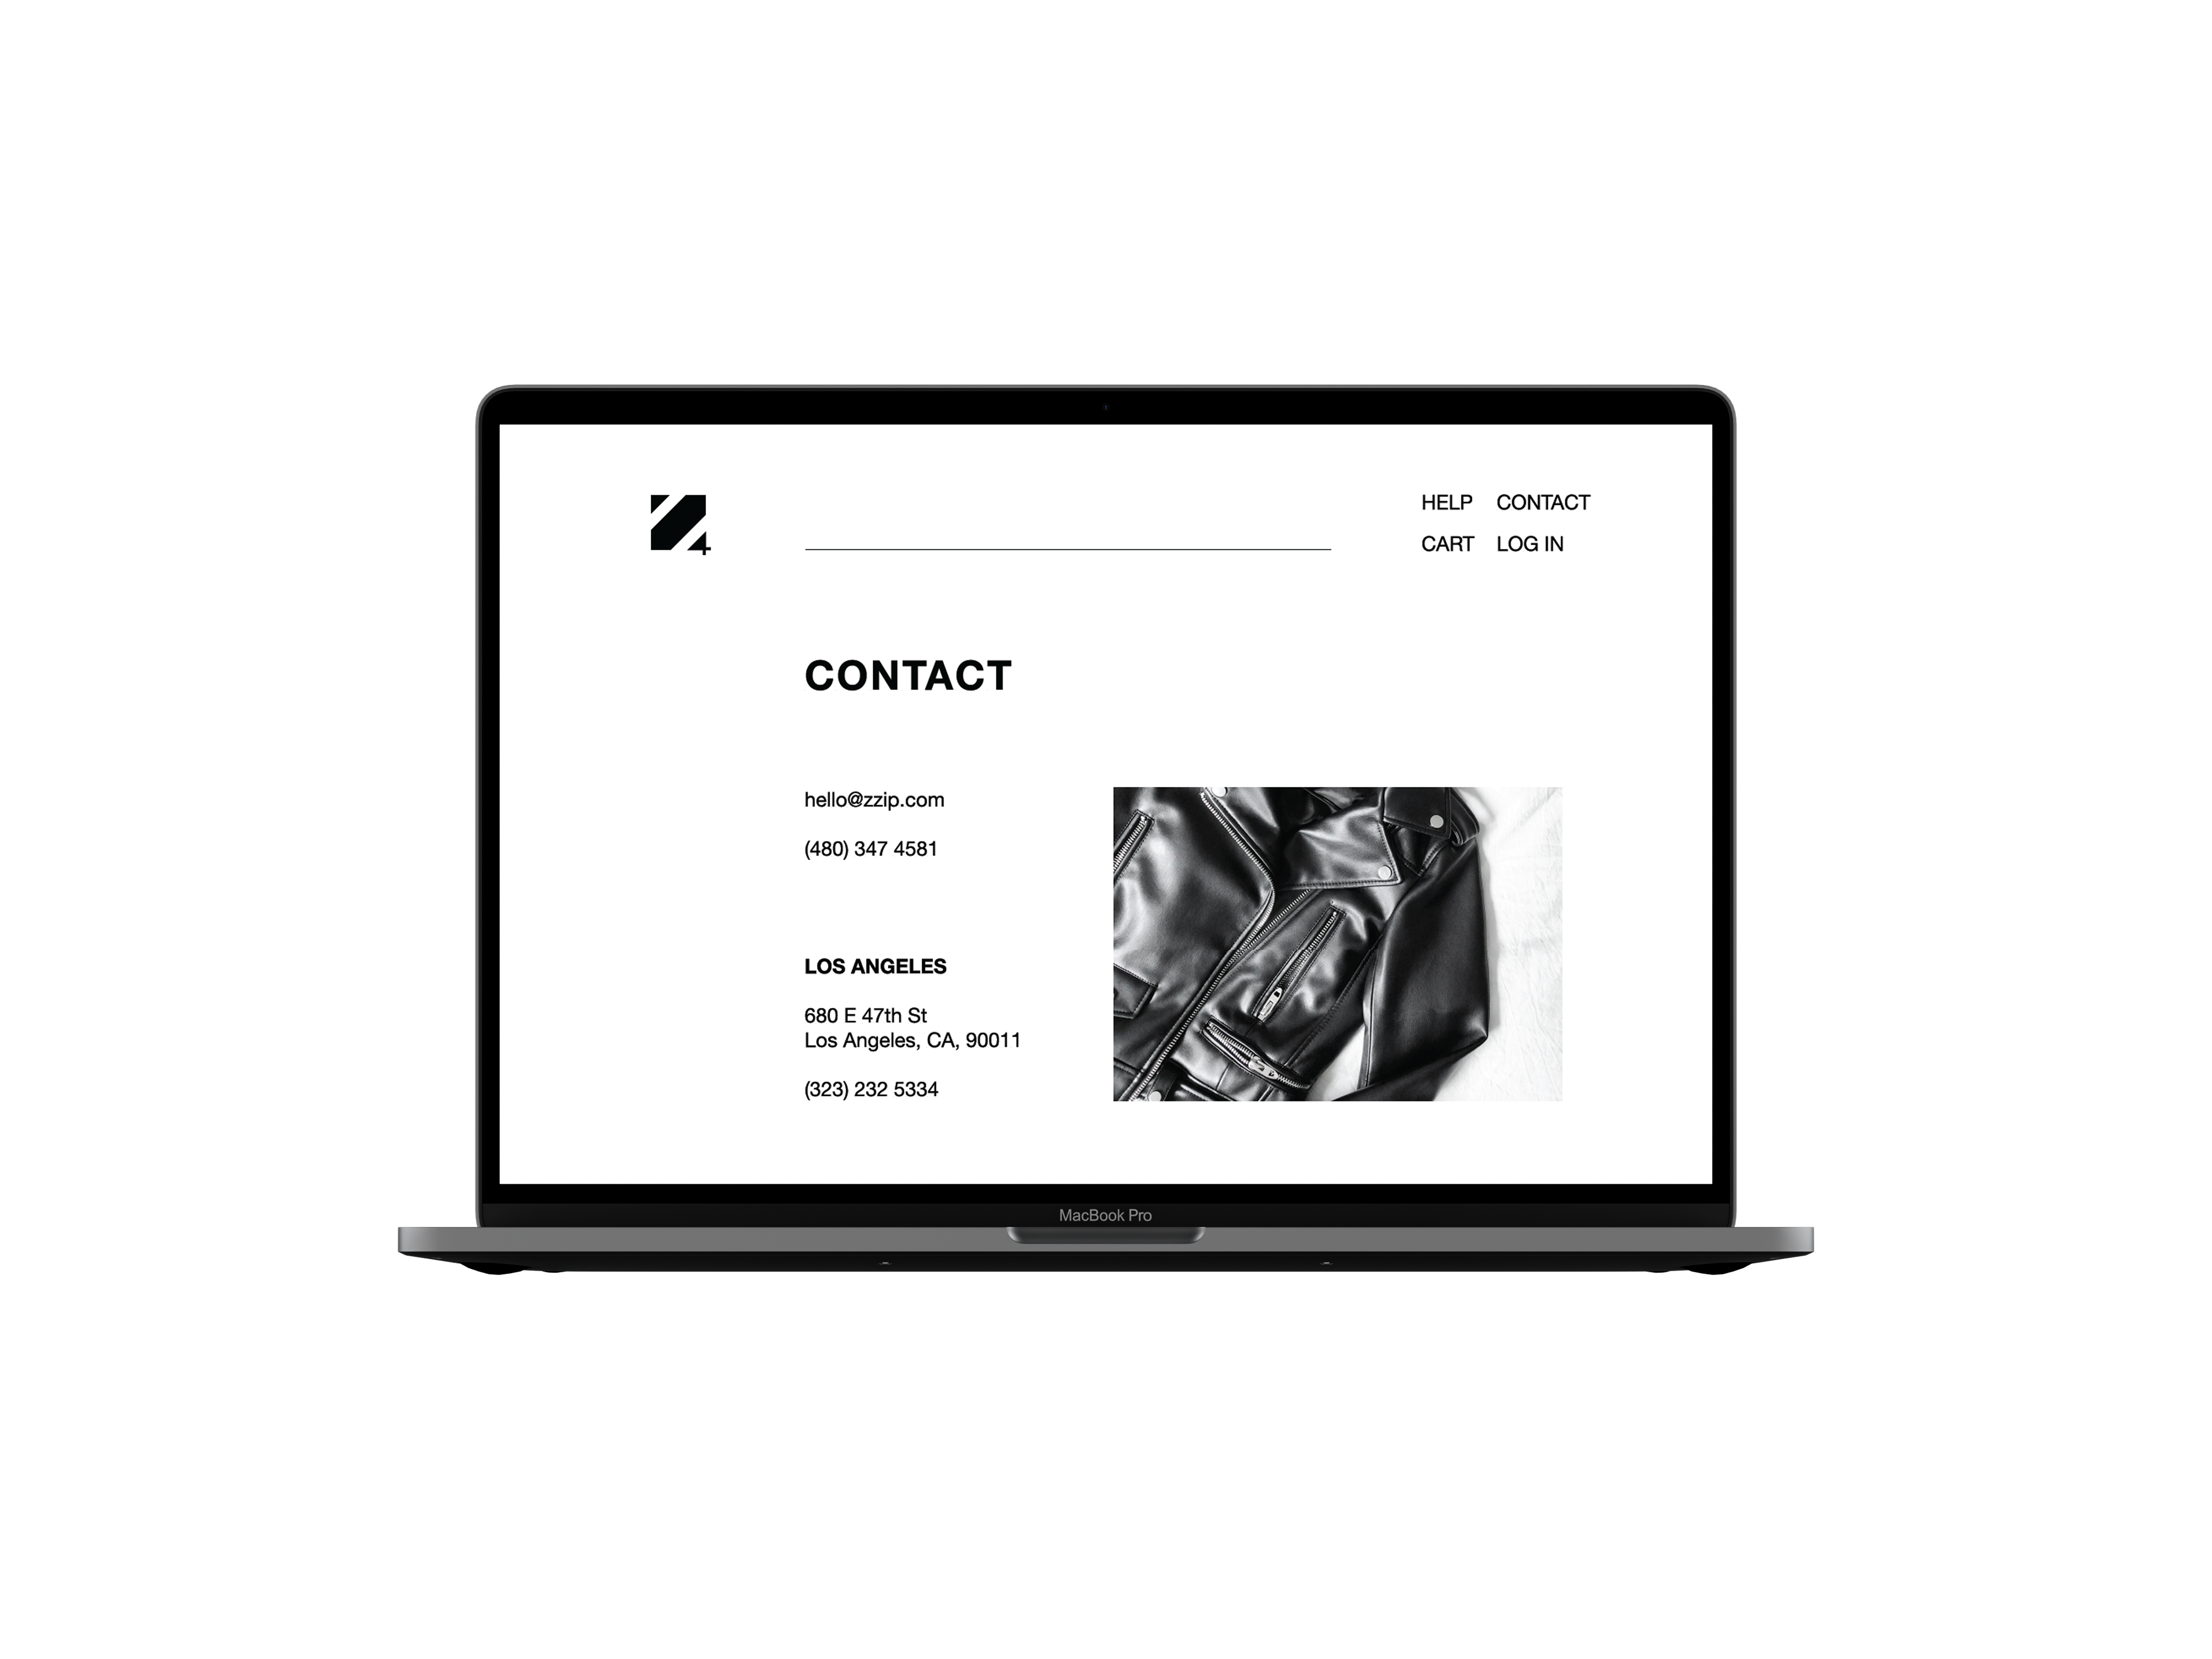 HELP CONTACT
CART LOG IN
CONTACT
hello@zzip.com
(480) 347 4581
LOS ANGELES
680 E 47th St
Los Angeles, CA, 90011
(323) 232 5334
MacBook Pro